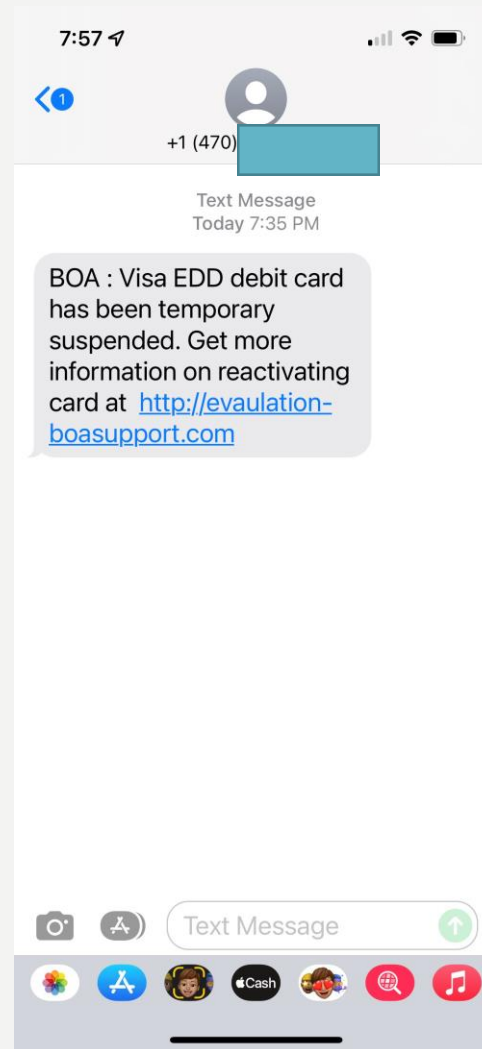 7:57
1
+1 (470)
Text Message
Today 7:35 PM
BOA : Visa EDD debit card
has been temporary
suspended. Get more
information on reactivating
card at http://evaulation-
boasupport.com
Text Message
Cash